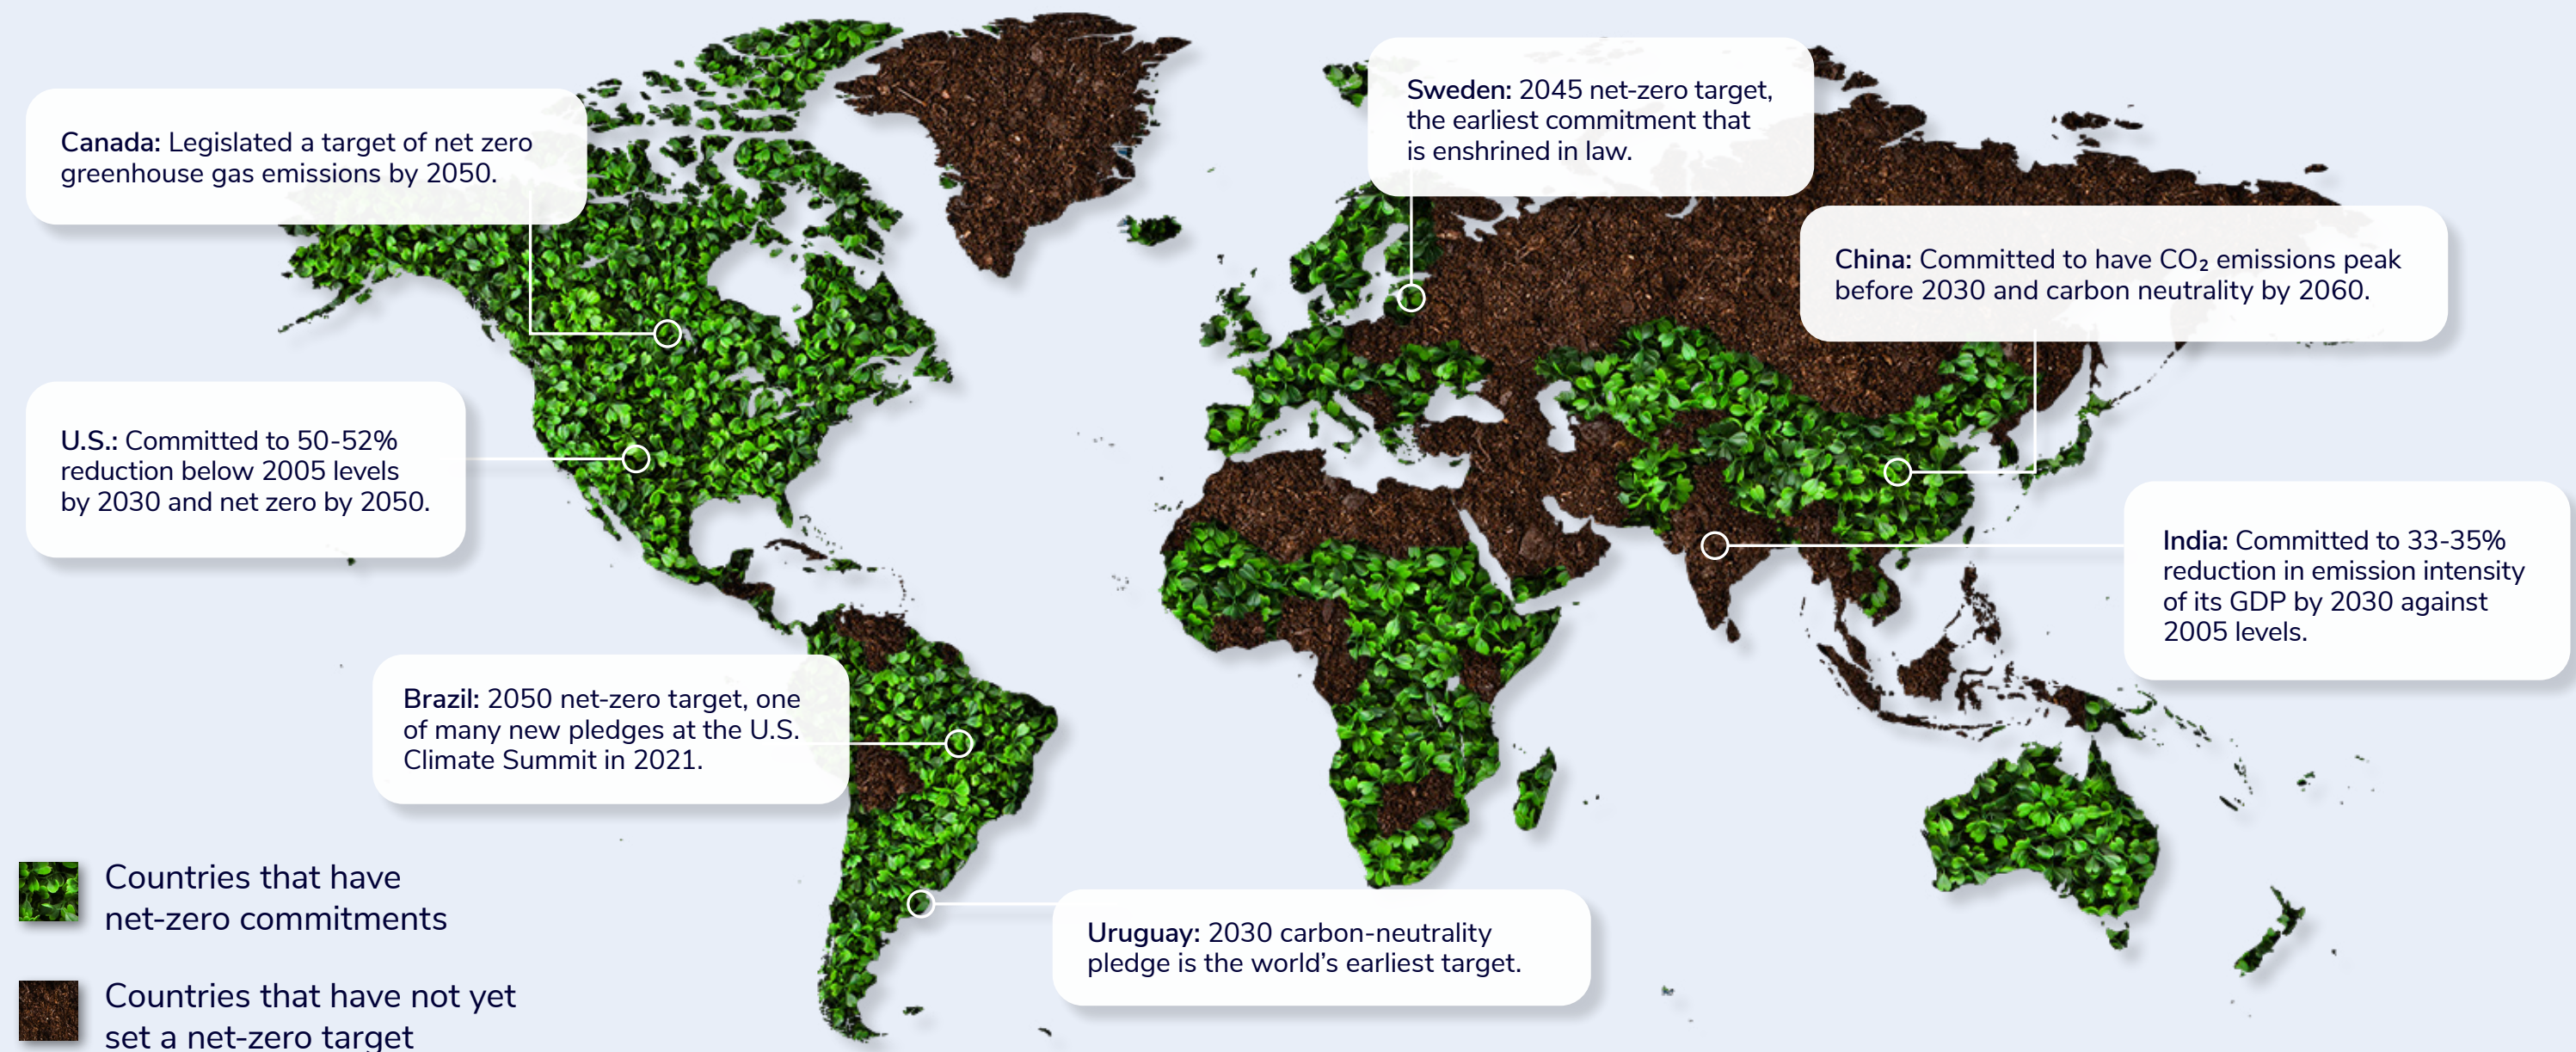 Canada: Legislated a target of net zero
greenhouse gas emissions by 2050.
Sweden: 2045 net-zero target,
the earliest commitment that
is enshrined in law.
China: Committed to have CO₂ emissions peak
before 2030 and carbon neutrality by 2060.
U.S.: Committed to 50-52%
reduction below 2005 levels
by 2030 and net zero by 2050.
India: Committed to 33-35%
reduction in emission intensity
of its GDP by 2030 against
2005 levels.
Brazil: 2050 net-zero target, one
of many new pledges at the U.S.
Climate Summit in 2021.
Uruguay: 2030 carbon-neutrality
pledge is the world’s earliest target.
Countries that have
net-zero commitments
Countries that have not yet
set a net-zero target